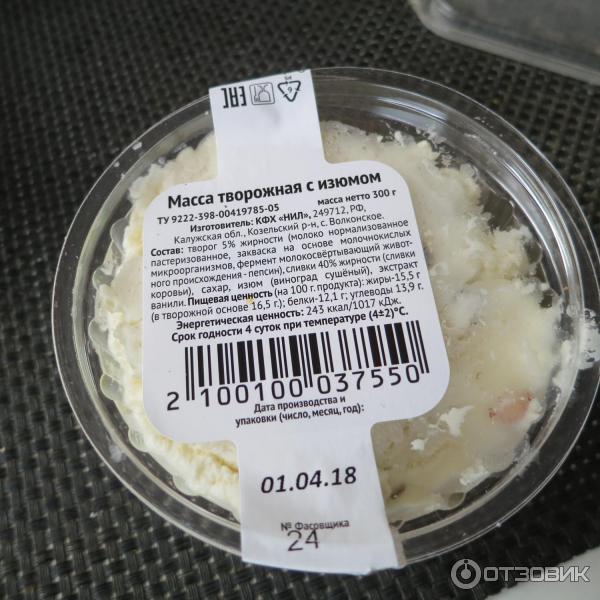 EAC
Масса творожная с изюмом
ТУ 9222-398-00419785-05 масса нетто 300 г
Изготовитель: КФХ «НИЛ», 249712, РФ,
Калужская обл., Козельский р-н, с. Волконское.
Состав: творог 5% жирности (молоко нормализованное
пастеризованное, закваска на основе молочнокислых
микроорганизмов, фермент молокосвёртывающий живот-
ного происхождения - пепсин), сливки 40% жирности (сливки
коровьи), сахар, изюм (виноград сушёный), экстракт
ванили. Пищевая ценность (на 100 г. продукта): жиры-15,5 г
(в творожной основе 16,5 г.); белки-12,1 г; углеводы 13,9 г.
Энергетическая ценность: 243 ккал/1017 кДж.
Срок годности 4 суток при температуре (4±2)°С.
2 100100 037550
Дата производства и
упаковки (число, месяц, год):
01.04.18
№ Фасовщика
24
ОТЗОВИК